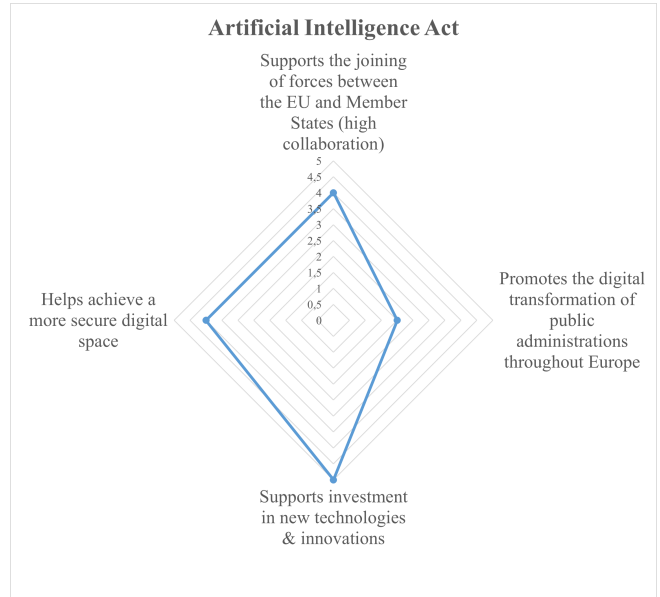 Artificial Intelligence Act
Supports the joining
of forces between
the EU and Member
States (high
collaboration)
5
4,5
4
3,5
3
2,5
2
1,5
1
0,5
0
Promotes the digital
transformation of
public
administrations
throughout Europe
Helps achieve a
more secure digital
space
Supports investment
in new technologies
& innovations